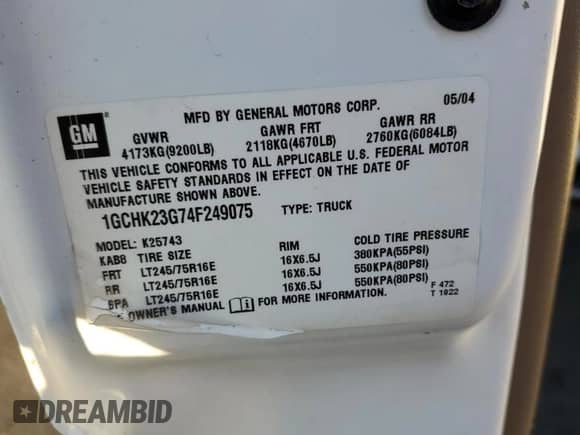 GM
MFD BY GENERAL MOTORS CORP. 05/04
GVWR GAWR FRT GAWR RR
4173KG(9200LB) 2118KG(4670LB) 2760KG(6084LB)
THIS VEHICLE CONFORMS TO ALL APPLICABLE U.S. FEDERAL MOTOR
VEHICLE SAFETY STANDARDS IN EFFECT ON THE DATE OF
MANUFACTURE SHOWN ABOVE.
1GCHK23G74F249075 TYPE: TRUCK
MODEL: K25743
KAB8 TIRE SIZE RIM COLD TIRE PRESSURE
FRT LT245/75R16E 16X6.5J 380KPA(55PSI)
RR LT245/75R16E 16X6.5J 550KPA(80PSI)
SPA LT245/75R16E 16X6.5J 550KPA(80PSI)
OWNER'S MANUAL FOR MORE INFORMATION.
F 472
T 1822
DREAMBID